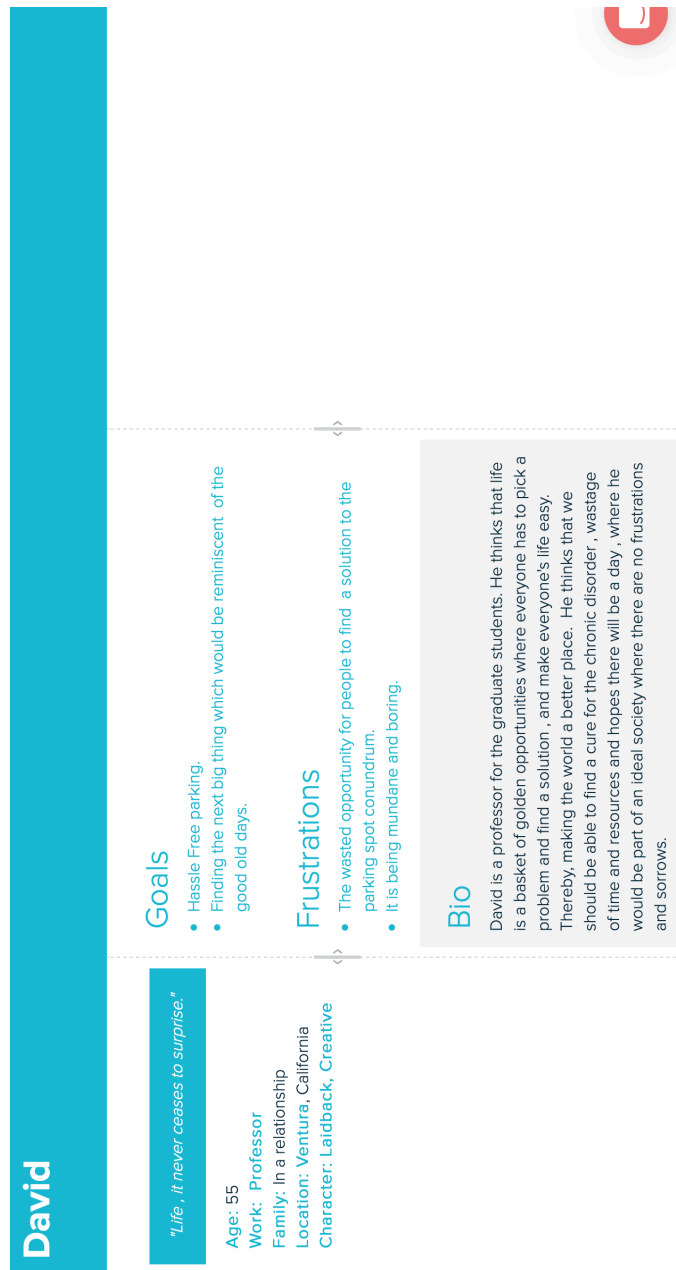 David
"Life , it never ceases to surprise."
Age: 55
Work: Professor
Family: In a relationship
Location: Ventura, California
Character: Laidback, Creative
Goals
• Hassle Free parking.
• Finding the next big thing which would be reminiscent of the
good old days.
Frustrations
• The wasted opportunity for people to find a solution to the
parking spot conundrum.
• It is being mundane and boring.
Bio
David is a professor for the graduate students. He thinks that life
is a basket of golden opportunities where everyone has to pick a
problem and find a solution , and make everyone's life easy.
Thereby, making the world a better place. He thinks that we
should be able to find a cure for the chronic disorder , wastage
of time and resources and hopes there will be a day , where he
would be part of an ideal society where there are no frustrations
and sorrows.